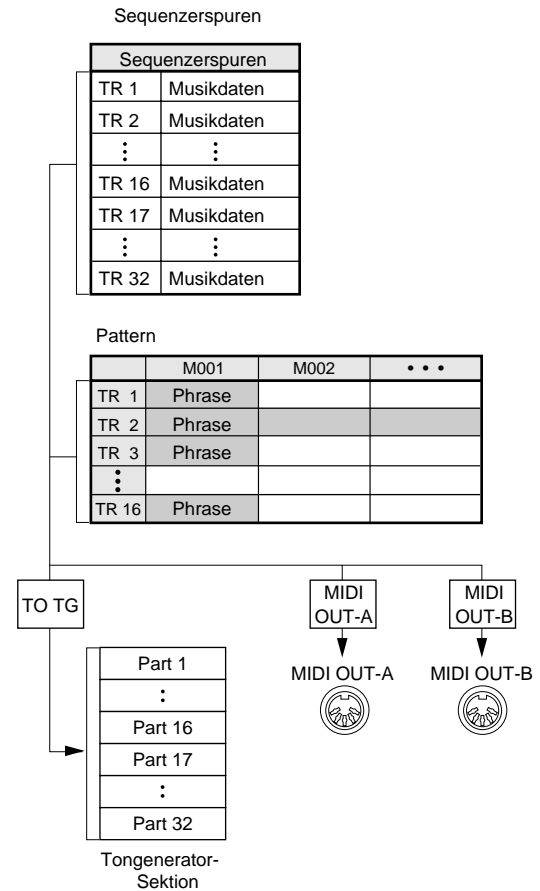 Sequenzerspuren
Sequenzerspuren
TR 1 Musikdaten
TR 2 Musikdaten
⋮ ⋮
TR 16 Musikdaten
TR 17 Musikdaten
⋮ ⋮
TR 32 Musikdaten
Pattern
M001 M002 • • •
TR 1 Phrase
TR 2 Phrase
TR 3 Phrase
⋮
TR 16 Phrase
TO TG
MIDI
OUT-A
MIDI
OUT-B
MIDI OUT-A MIDI OUT-B
Part 1
:
Part 16
Part 17
:
Part 32
Tongenerator-
Sektion